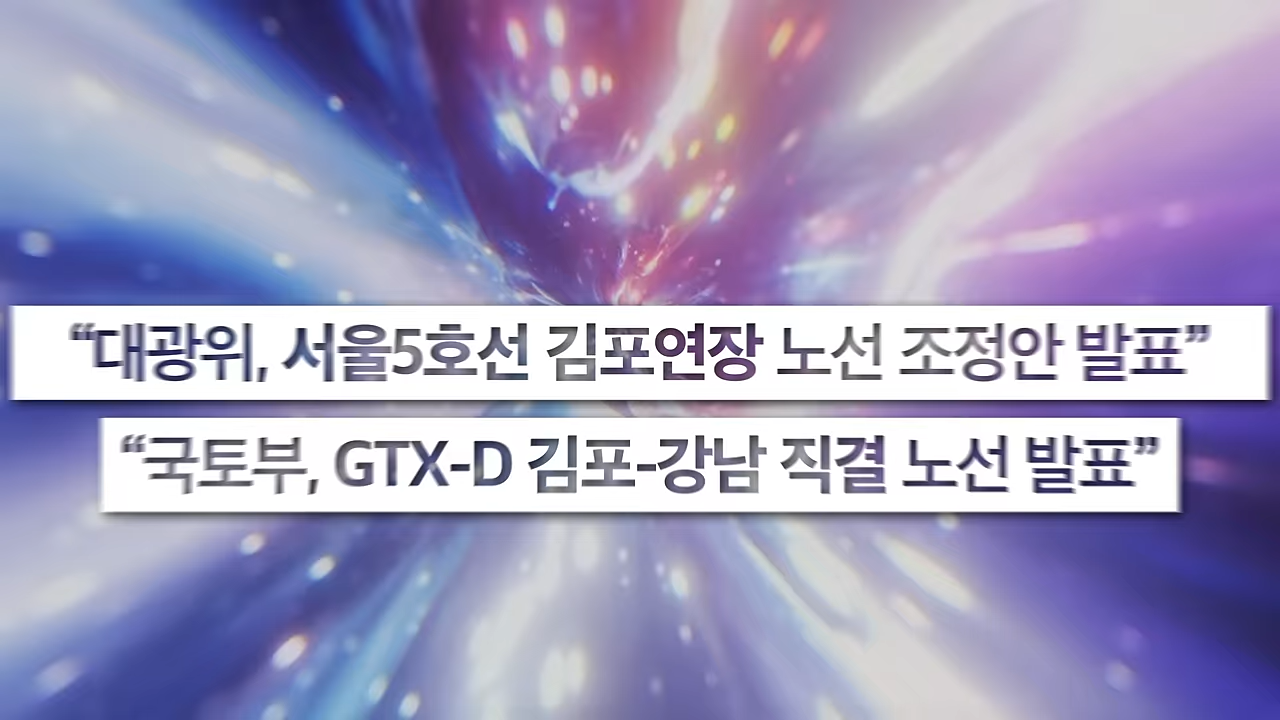 “대광위, 서울5호선 김포연장 노선 조정안 발표”
“국토부, GTX-D 김포-강남 직결 노선 발표”